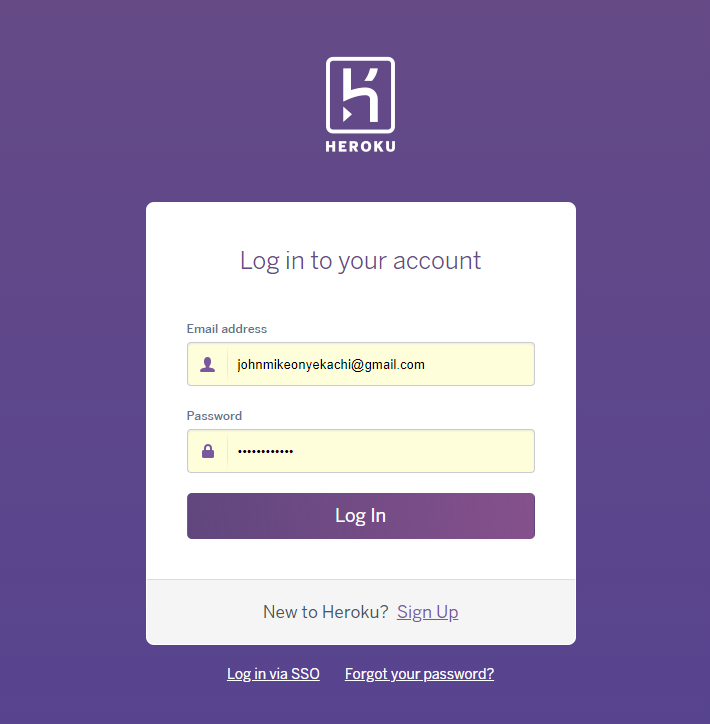 HEROKU
Log in to your account
Email address
johnmikeonyekachi@gmail.com
Password
••••••••••••
Log In
New to Heroku? Sign Up
Log in via SSO Forgot your password?